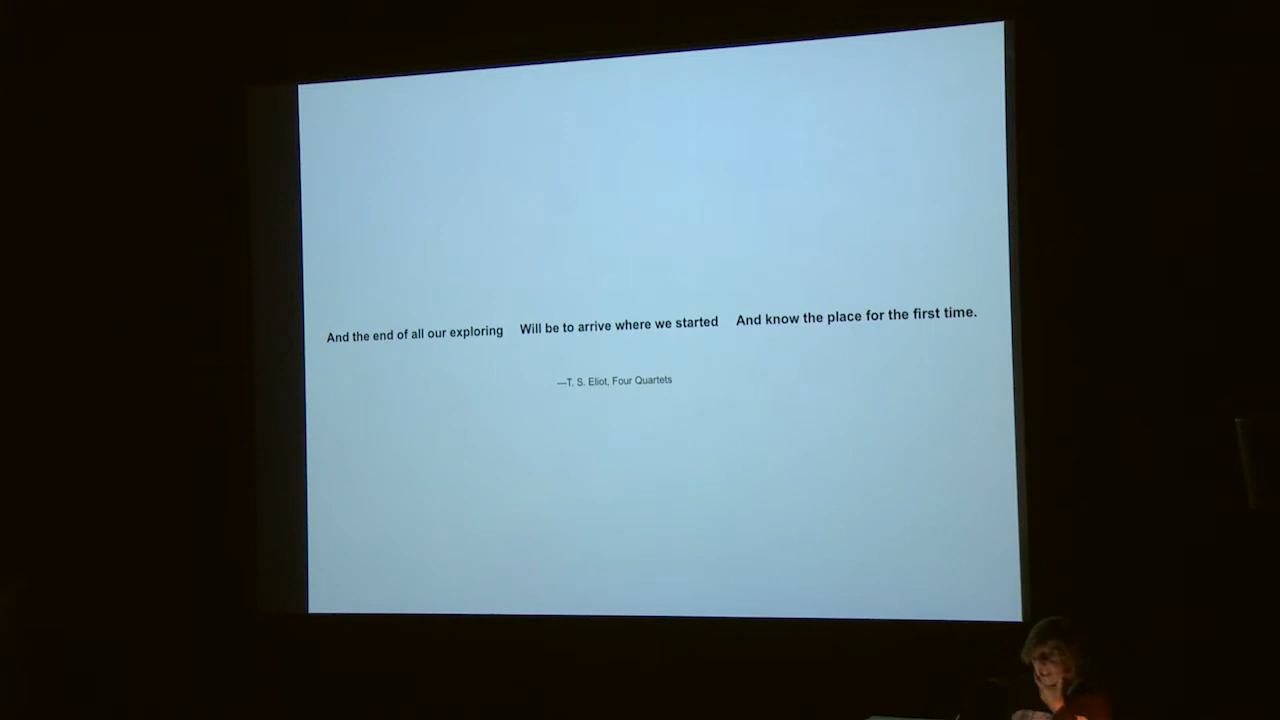 And the end of all our exploring Will be to arrive where we started And know the place for the first time.
—T. S. Eliot, Four Quartets